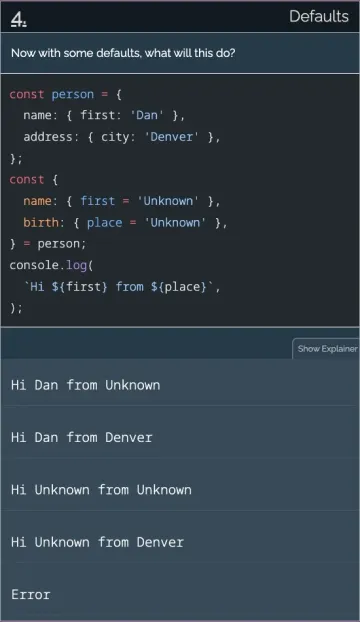 4.
Defaults
Now with some defaults, what will this do?
const person = {
  name: { first: 'Dan' },
  address: { city: 'Denver' },
};
const {
  name: { first = 'Unknown' },
  birth: { place = 'Unknown' },
} = person;
console.log(
  `Hi ${first} from ${place}`,
);
Show Explainer
Hi Dan from Unknown
Hi Dan from Denver
Hi Unknown from Unknown
Hi Unknown from Denver
Error